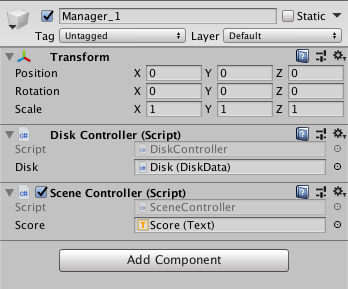 Manager_1 Static
Tag Untagged Layer Default
Transform
Position X 0 Y 0 Z 0
Rotation X 0 Y 0 Z 0
Scale X 1 Y 1 Z 1
Disk Controller (Script)
Script DiskController
Disk Disk (DiskData)
Scene Controller (Script)
Script SceneController
Score Score (Text)
Add Component